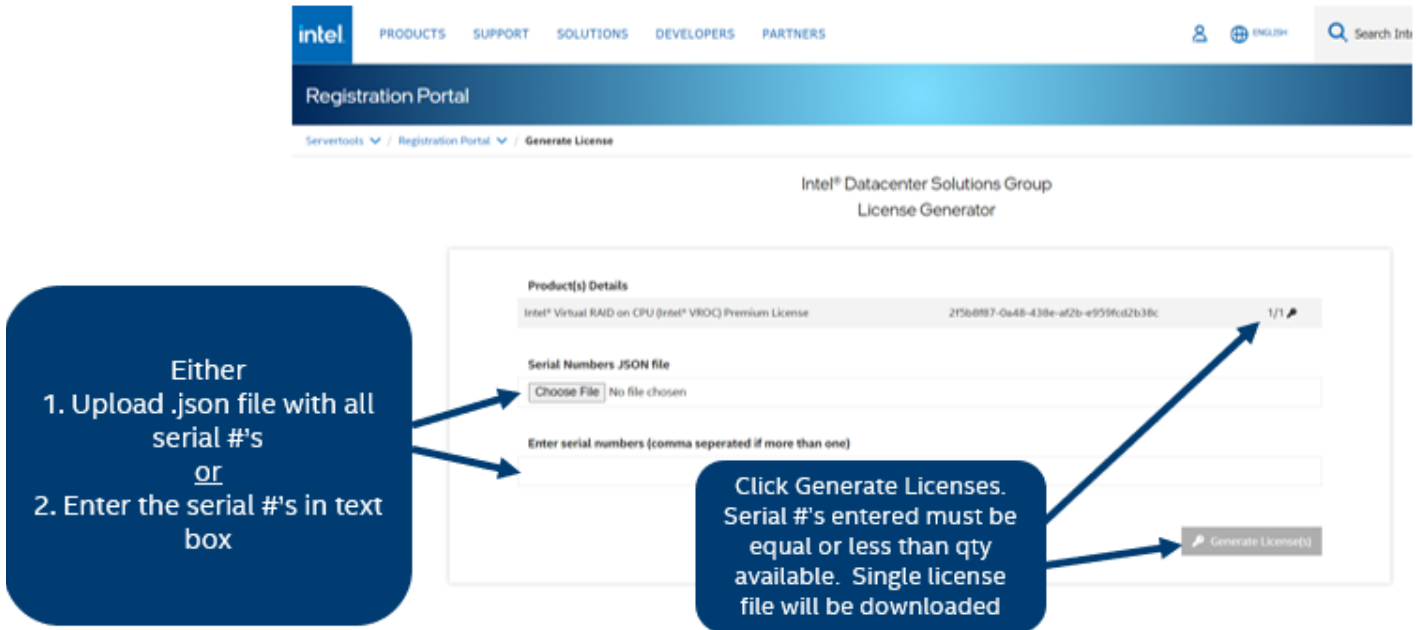 intel. PRODUCTS SUPPORT SOLUTIONS DEVELOPERS PARTNERS ENGLISH Search Inte
Registration Portal
Servertools / Registration Portal / Generate License
Intel® Datacenter Solutions Group
License Generator
Product(s) Details
Intel® Virtual RAID on CPU (Intel® VROC) Premium License 2f5b8f87-0a48-438e-af2b-e959fcd2b38c 1/1
Serial Numbers JSON file
Choose File No file chosen
Enter serial numbers (comma seperated if more than one)
Generate License(s)
Either
1. Upload .json file with all
serial #'s
or
2. Enter the serial #'s in text
box
Click Generate Licenses.
Serial #'s entered must be
equal or less than qty
available. Single license
file will be downloaded